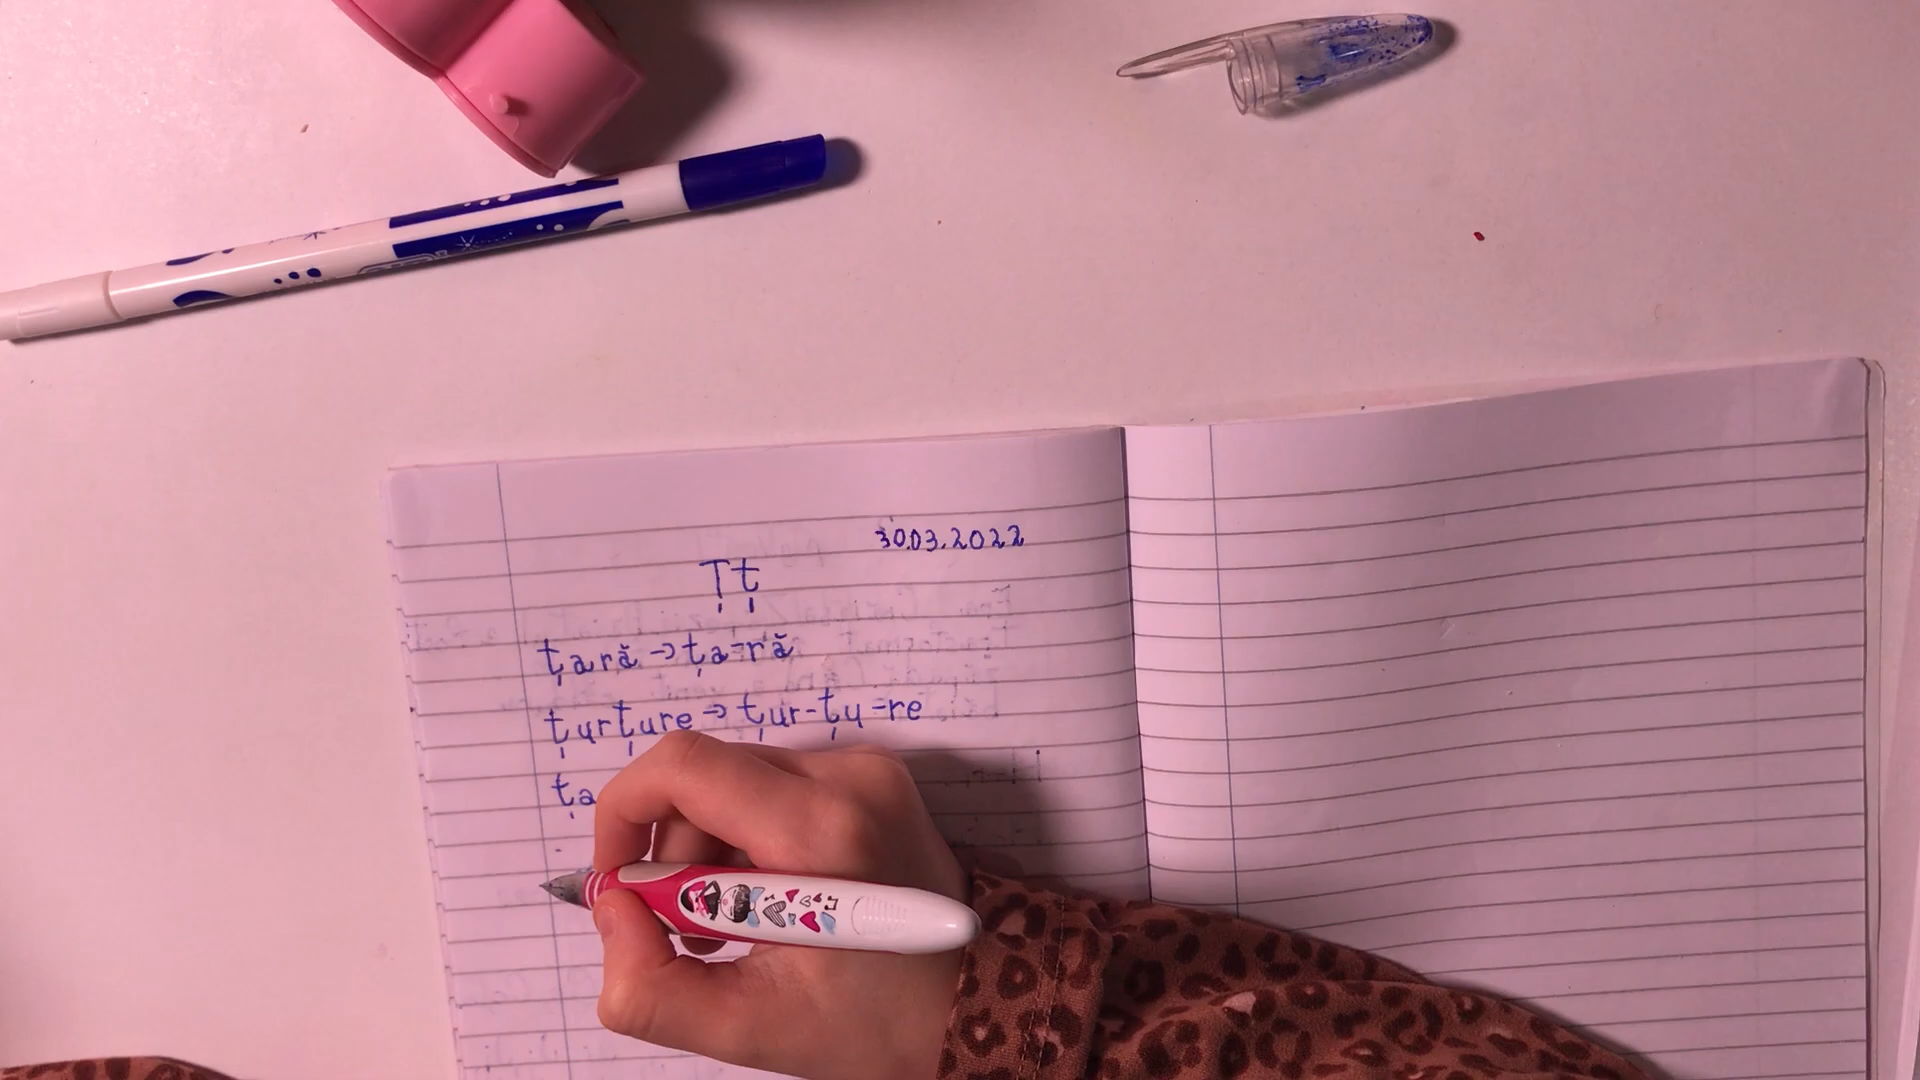 30.03.2022
Țț
țară → ța-ră
țurțure → țur-țu-re
ța